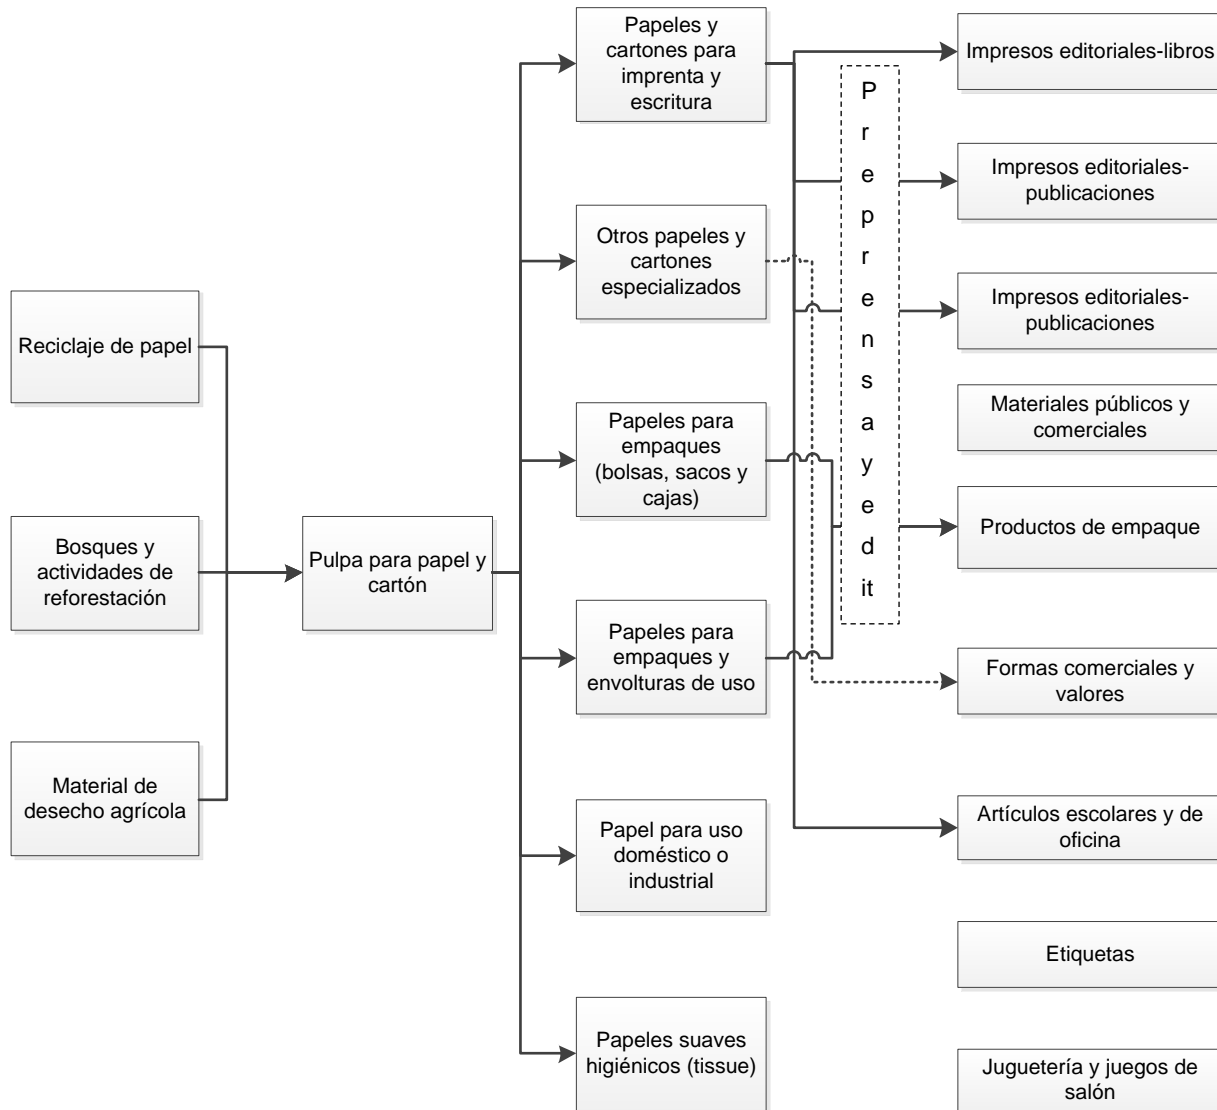 Reciclaje de papel
Bosques y
actividades de
reforestación
Material de
desecho agrícola
Pulpa para papel y
cartón
Papeles y
cartones para
imprenta y
escritura
Otros papeles y
cartones
especializados
Papeles para
empaques
(bolsas, sacos y
cajas)
Papeles para
empaques y
envolturas de uso
Papel para uso
doméstico o
industrial
Papeles suaves
higiénicos (tissue)
P
r
e
p
r
e
n
s
a
y
e
d
it
Impresos editoriales-libros
Impresos editoriales-
publicaciones
Impresos editoriales-
publicaciones
Materiales públicos y
comerciales
Productos de empaque
Formas comerciales y
valores
Artículos escolares y de
oficina
Etiquetas
Juguetería y juegos de
salón